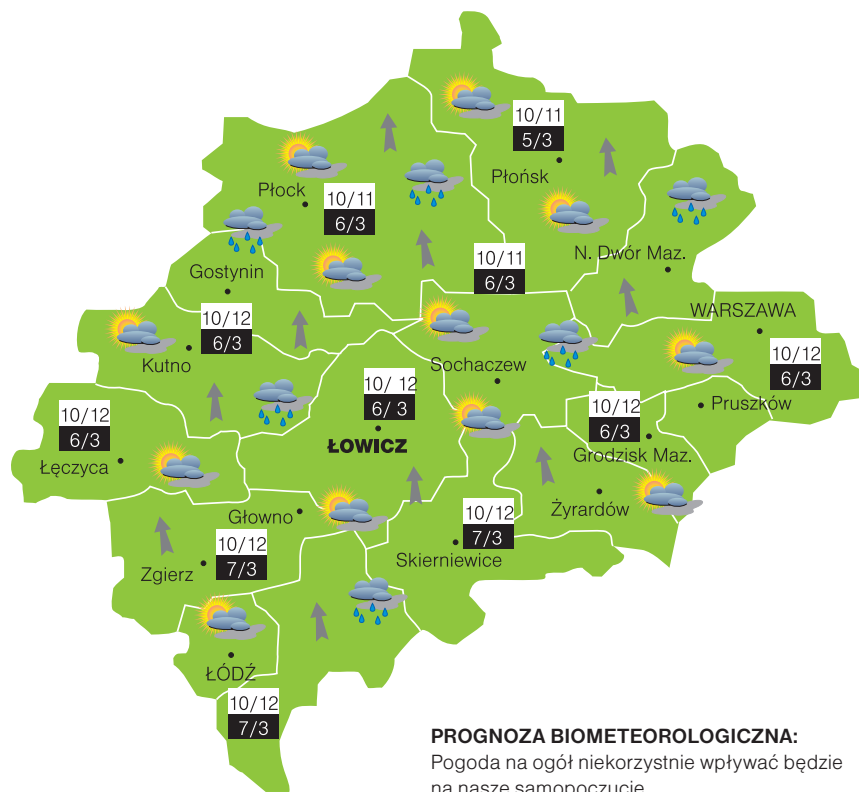 10/11
5/3
Płońsk
Płock
10/11
6/3
N. Dwór Maz.
Gostynin
10/11
6/3
WARSZAWA
10/12
6/3
Kutno
Sochaczew
10/12
6/3
10/ 12
6/ 3
ŁOWICZ
Pruszków
10/12
6/3
Grodzisk Maz.
10/12
6/3
Łęczyca
Żyrardów
Głowno
10/12
7/3
Skierniewice
10/12
7/3
Zgierz
ŁÓDŹ
10/12
7/3
PROGNOZA BIOMETEOROLOGICZNA:
Pogoda na ogół niekorzystnie wpływać będzie
na nasze samopoczucie